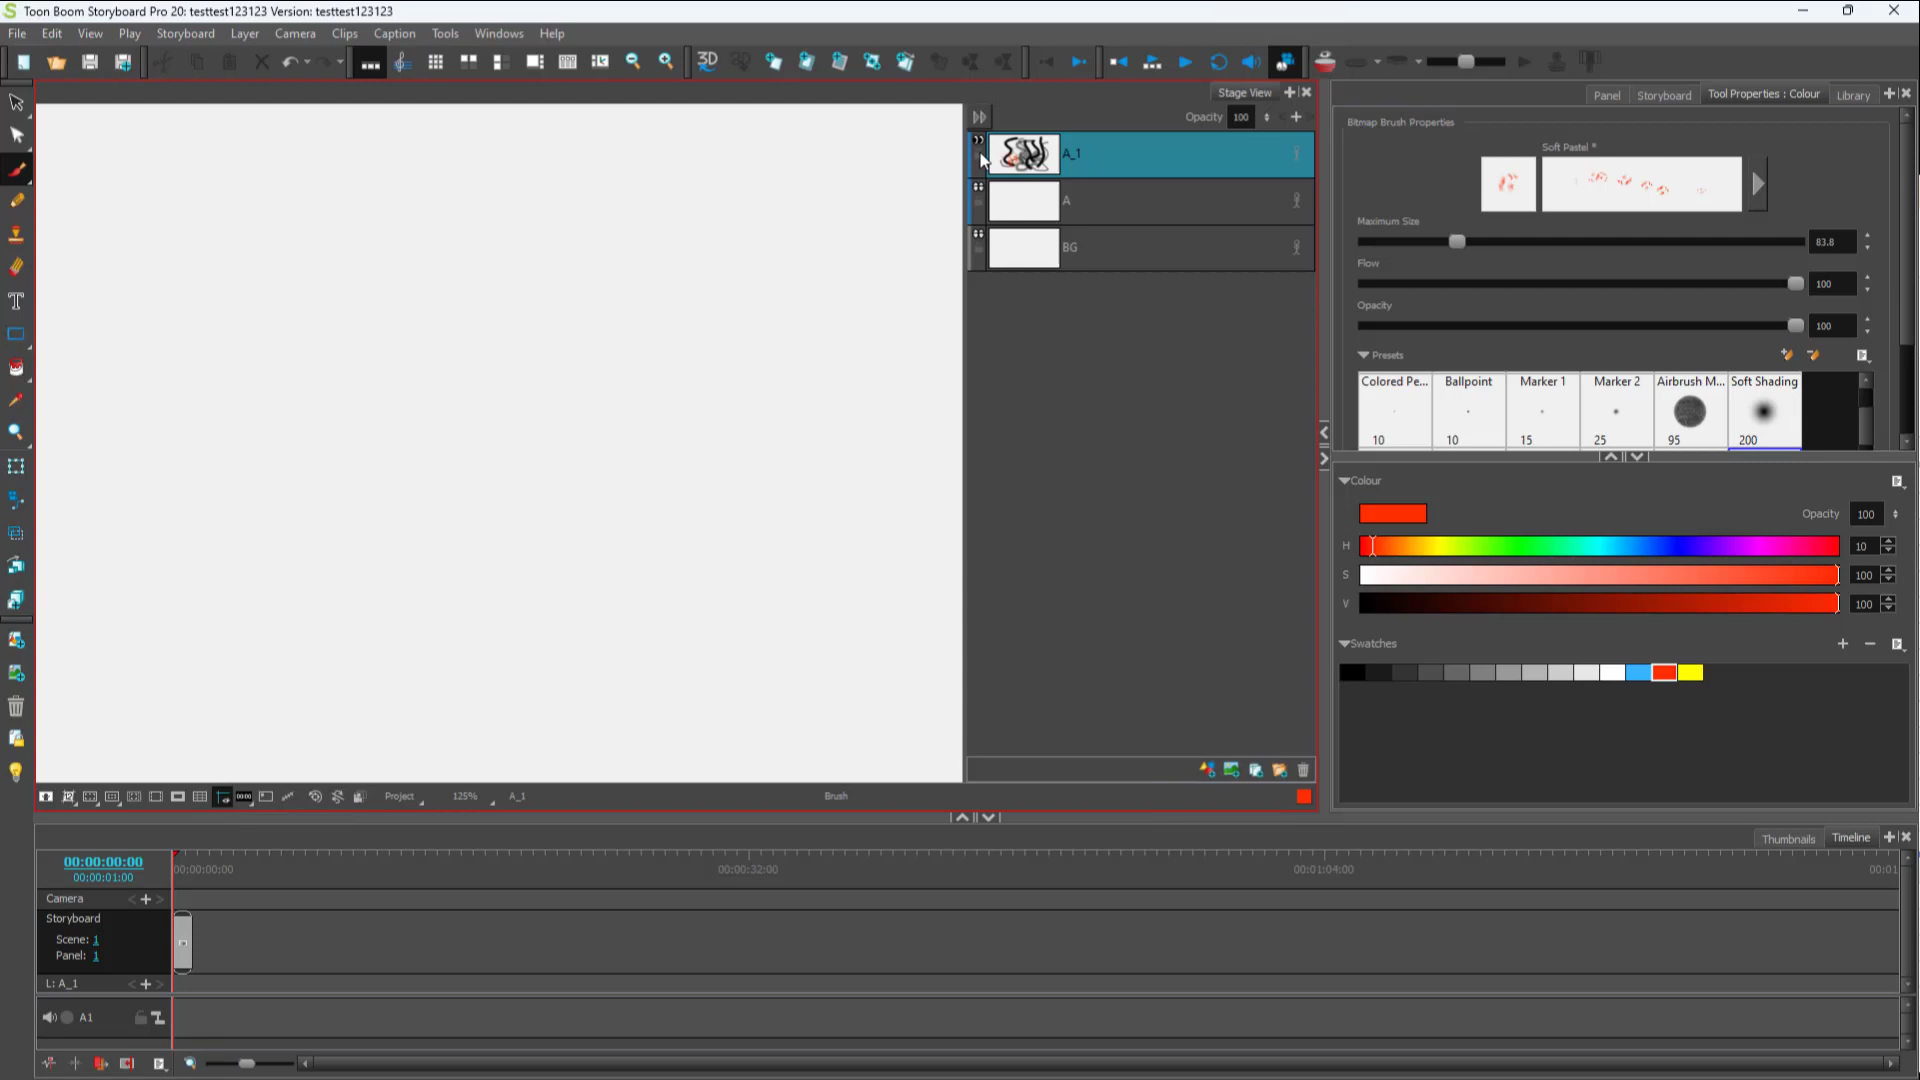 Toon Boom Storyboard Pro 20: testtest123123 Version: testtest123123
File Edit View Play Storyboard Layer Camera Clips Caption Tools Windows Help
3D
Stage View
Opacity 100
A_1
A
BG
Project 125% A_1 Brush
Panel Storyboard Tool Properties : Colour Library
Bitmap Brush Properties
Soft Pastel *
Maximum Size
83.8
Flow
100
Opacity
100
Presets
Colored Pe... Ballpoint Marker 1 Marker 2 Airbrush M... Soft Shading
10 10 15 25 95 200
Colour
Opacity 100
H 10
S 100
V 100
Swatches
Thumbnails Timeline
00:00:00:00
00:00:01:00
00:00:00:00 00:00:32:00 00:01:04:00 00:01
Camera
Storyboard
Scene: 1
Panel: 1
L: A_1
A1